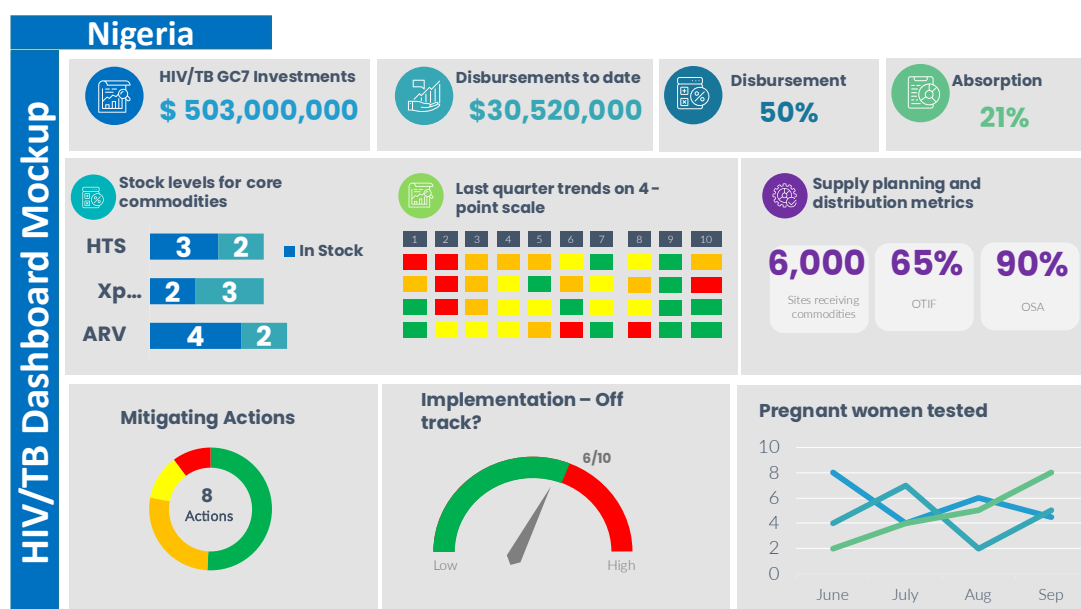 Nigeria
HIV/TB Dashboard Mockup
HIV/TB GC7 Investments
$ 503,000,000
Disbursements to date
$30,520,000
Disbursement
50%
Absorption
21%
Stock levels for core
commodities
HTS
3
2
In Stock
Xp...
2
3
ARV
4
2
Last quarter trends on 4-
point scale
1 2 3 4 5 6 7 8 9 10
Supply planning and
distribution metrics
6,000
Sites receiving
commodities
65%
OTIF
90%
OSA
Mitigating Actions
8
Actions
Implementation – Off
track?
6/10
Low
High
Pregnant women tested
10
8
6
4
2
0
June July Aug Sep